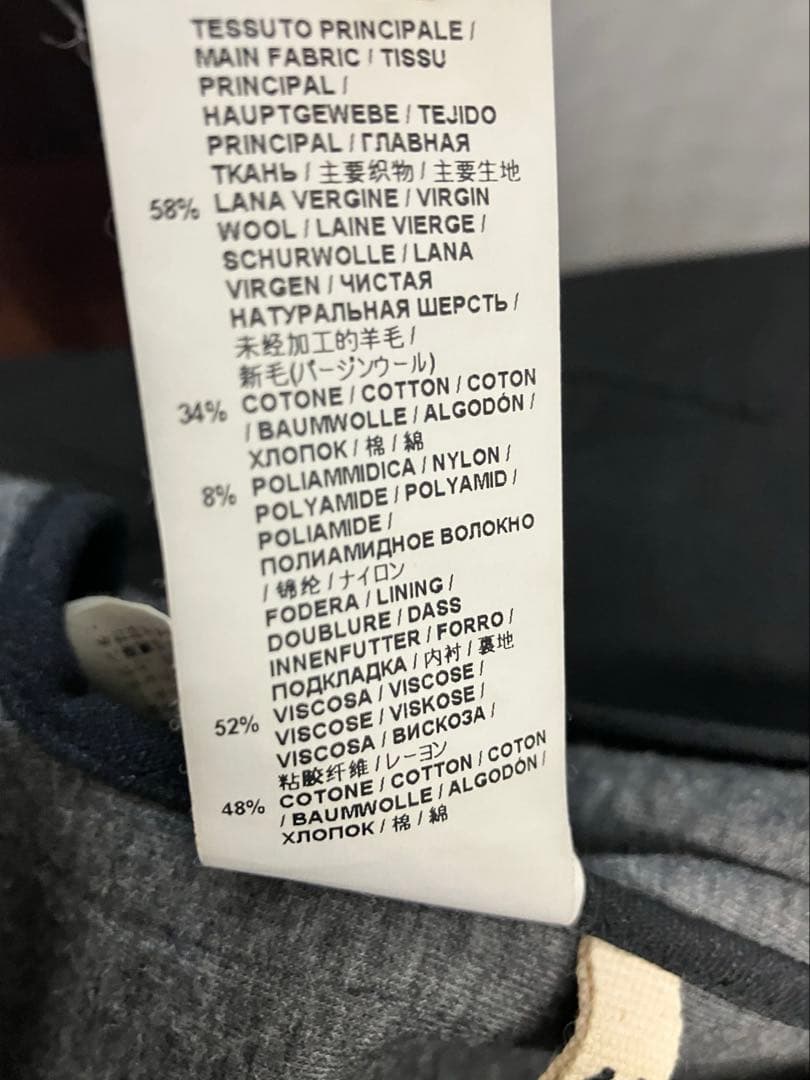 TESSUTO PRINCIPALE /
MAIN FABRIC / TISSU
PRINCIPAL /
HAUPTGEWEBE / TEJIDO
PRINCIPAL / ГЛАВНАЯ
ТКАНЬ / 主要织物 / 主要生地
58% LANA VERGINE / VIRGIN
WOOL / LAINE VIERGE /
SCHURWOLLE / LANA
VIRGEN / ЧИСТАЯ
НАТУРАЛЬНАЯ ШЕРСТЬ /
未经加工的羊毛 /
新毛(バージンウール)
34% COTONE / COTTON / COTON
/ BAUMWOLLE / ALGODÓN /
ХЛОПОК / 棉 / 綿
8% POLIAMMIDICA / NYLON /
POLYAMIDE / POLYAMID /
POLIAMIDE /
ПОЛИАМИДНОЕ ВОЛОКНО
/ 锦纶 / ナイロン
FODERA / LINING /
DOUBLURE / DASS
INNENFUTTER / FORRO /
ПОДКЛАДКА / 内衬 / 裏地
52% VISCOSA / VISCOSE /
VISCOSE / VISKOSE /
VISCOSA / ВИСКОЗА /
粘胶纤维 / レーヨン
48% COTONE / COTTON / COTON
/ BAUMWOLLE / ALGODÓN /
ХЛОПОК / 棉 / 綿